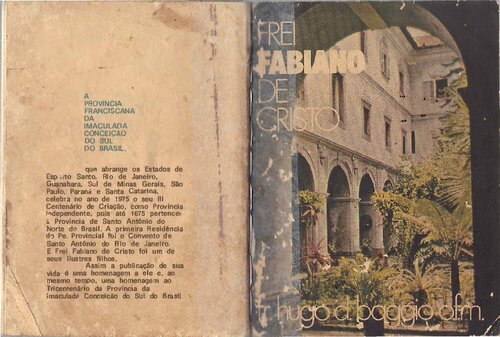 A
PROVÍNCIA
FRANCISCANA
DA
IMACULADA
CONCEIÇÃO
DO SUL
DO BRASIL,
que abrange os Estados de
Espírito Santo, Rio de Janeiro,
Guanabara, Sul de Minas Gerais, São
Paulo, Paraná e Santa Catarina,
celebra no ano de 1975 o seu III
Centenário de Criação, como Província
Independente, pois até 1675 pertencera
à Província de Santo Antônio do
Norte do Brasil. A primeira Residência
do Pe. Provincial foi o Convento de
Santo Antônio do Rio de Janeiro.
E Frei Fabiano de Cristo foi um de
seus ilustres filhos.
Assim a publicação de sua
vida é uma homenagem a ele e, ao
mesmo tempo, uma homenagem ao
Tricentenário da Província da
Imaculada Conceição do Sul do Brasil
FREI
FABIANO
DE
CRISTO
fr. hugo d. baggio ofm.